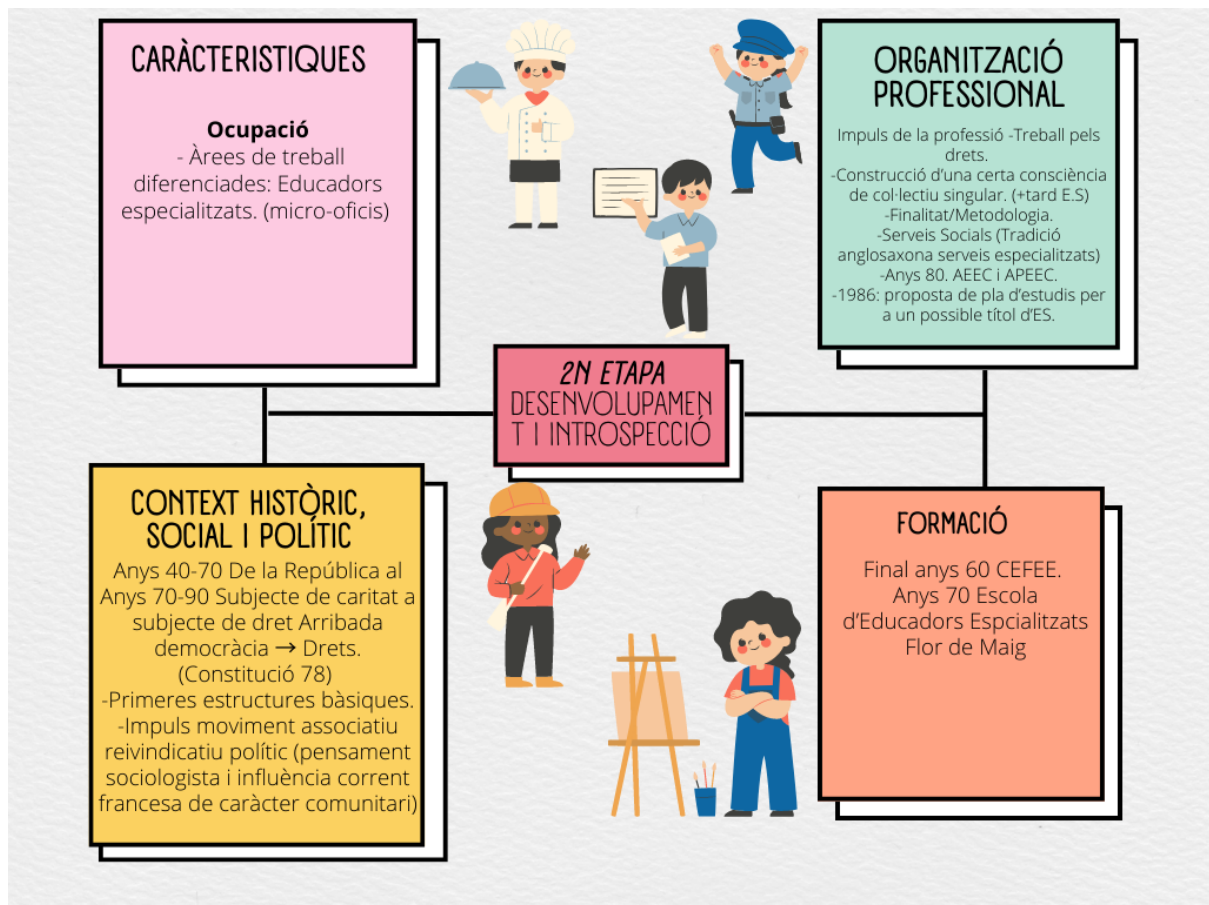 CARÀCTERISTIQUES
Ocupació
- Àrees de treball
diferenciades: Educadors
especialitzats. (micro-oficis)
ORGANITZACIÓ
PROFESSIONAL
Impuls de la professió -Treball pels
drets.
-Construcció d'una certa consciència
de col·lectiu singular. (+tard E.S)
-Finalitat/Metodologia.
-Serveis Socials (Tradició
anglosaxona serveis especialitzats)
-Anys 80. AEEC i APEEC.
-1986: proposta de pla d'estudis per
a un possible títol d'ES.
2N ETAPA
DESENVOLUPAMEN
T I INTROSPECCIÓ
CONTEXT HISTÒRIC,
SOCIAL I POLÍTIC
Anys 40-70 De la República al
Anys 70-90 Subjecte de caritat a
subjecte de dret Arribada
democràcia → Drets.
(Constitució 78)
-Primeres estructures bàsiques.
-Impuls moviment associatiu
reivindicatiu polític (pensament
sociologista i influència corrent
francesa de caràcter comunitari)
FORMACIÓ
Final anys 60 CEFEE.
Anys 70 Escola
d'Educadors Espcialitzats
Flor de Maig